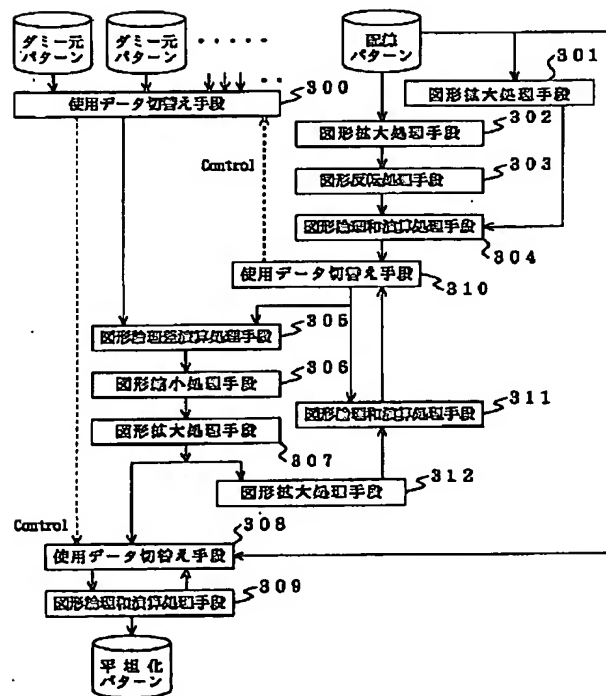 ダミー元
パターン
ダミー元
パターン
配線
パターン
301
300
使用データ切替え手段
図形拡大処理手段
302
図形拡大処理手段
Control
303
図形反転処理手段
図形論理和演算処理手段
304
使用データ切替え手段
310
305
図形論理差演算処理手段
306
図形縮小処理手段
311
図形論理和演算処理手段
図形拡大処理手段
307
図形拡大処理手段
312
Control
308
使用データ切替え手段
309
図形論理和演算処理手段
平坦化
パターン